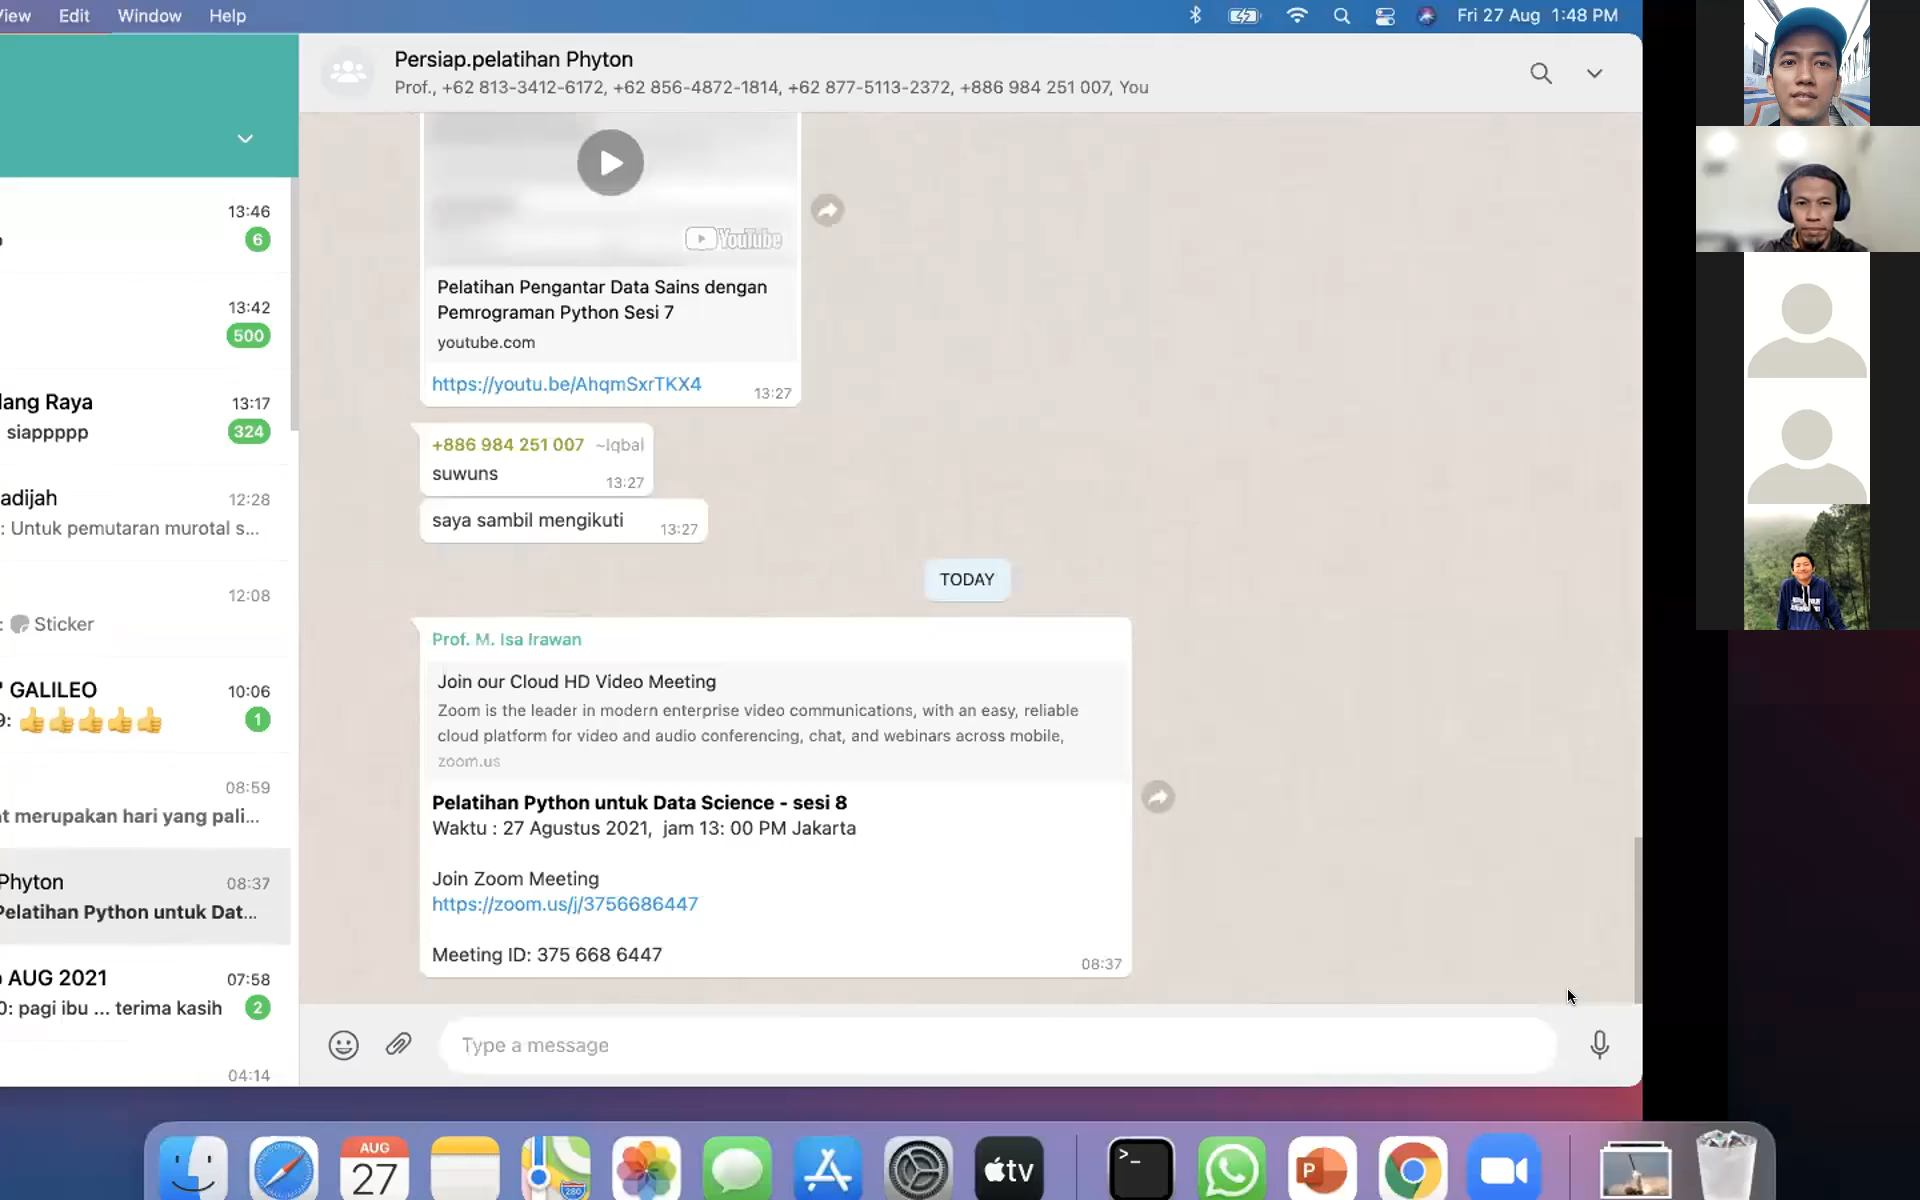 View Edit Window Help Fri 27 Aug 1:48 PM
Persiap.pelatihan Phyton
Prof., +62 813-3412-6172, +62 856-4872-1814, +62 877-5113-2372, +886 984 251 007, You
13:46
6
13:42
500
lang Raya 13:17
siappppp 324
adijah 12:28
: Untuk pemutaran murotal s...
12:08
: Sticker
' GALILEO 10:06
9: 👍👍👍👍👍 1
08:59
t merupakan hari yang pali...
Phyton 08:37
Pelatihan Python untuk Dat...
AUG 2021 07:58
0: pagi ibu ... terima kasih 2
04:14
YouTube
Pelatihan Pengantar Data Sains dengan
Pemrograman Python Sesi 7
youtube.com
https://youtu.be/AhqmSxrTKX4 13:27
+886 984 251 007 ~Iqbal
suwuns 13:27
saya sambil mengikuti 13:27
TODAY
Prof. M. Isa Irawan
Join our Cloud HD Video Meeting
Zoom is the leader in modern enterprise video communications, with an easy, reliable
cloud platform for video and audio conferencing, chat, and webinars across mobile,
zoom.us
Pelatihan Python untuk Data Science - sesi 8
Waktu : 27 Agustus 2021, jam 13: 00 PM Jakarta
Join Zoom Meeting
https://zoom.us/j/3756686447
Meeting ID: 375 668 6447 08:37
Type a message
AUG
27
280
tv
>_
P